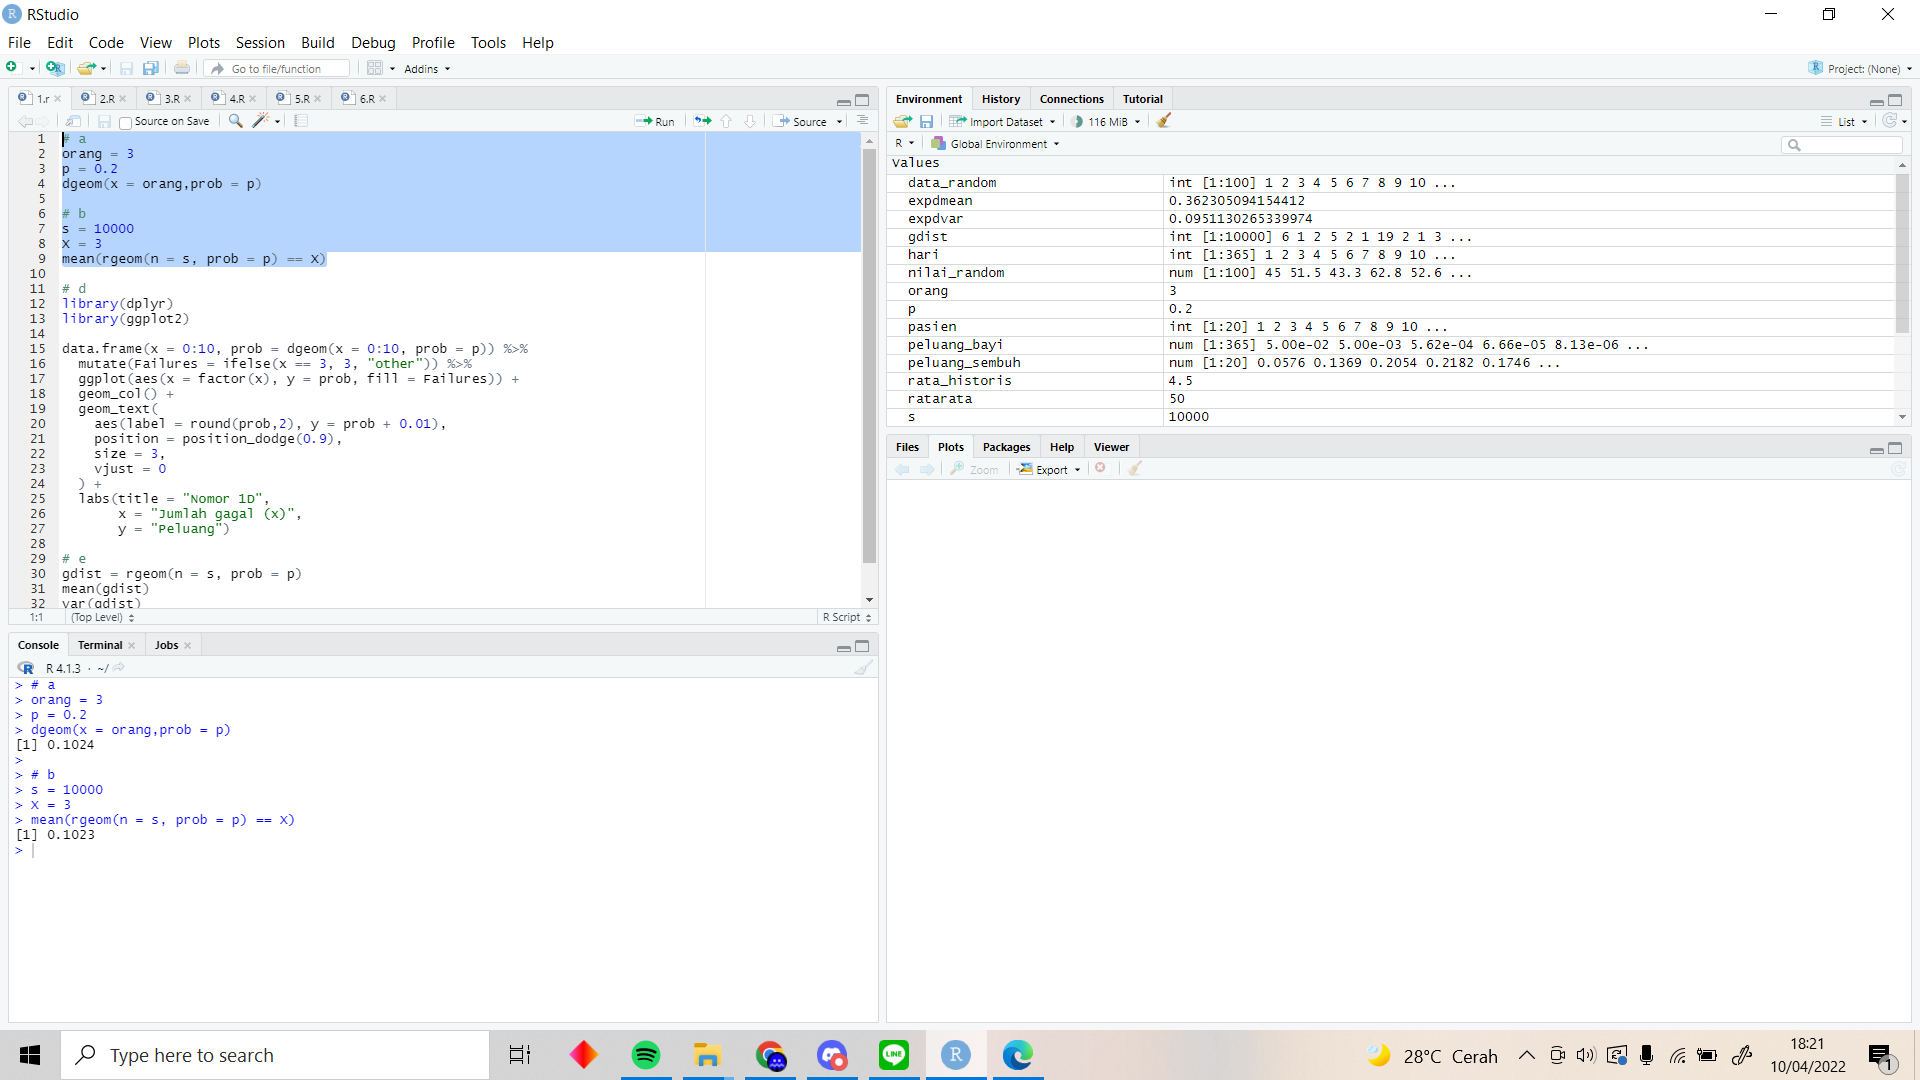 RStudio
File Edit Code View Plots Session Build Debug Profile Tools Help
Go to file/function Addins Project: (None)
1.r 2.R 3.R 4.R 5.R 6.R
Source on Save Run Source
1 # a
2 orang = 3
3 p = 0.2
4 dgeom(x = orang,prob = p)
5
6 # b
7 s = 10000
8 X = 3
9 mean(rgeom(n = s, prob = p) == X)
10
11 # d
12 library(dplyr)
13 library(ggplot2)
14
15 data.frame(x = 0:10, prob = dgeom(x = 0:10, prob = p)) %>%
16 mutate(Failures = ifelse(x == 3, 3, "other")) %>%
17 ggplot(aes(x = factor(x), y = prob, fill = Failures)) +
18 geom_col() +
19 geom_text(
20 aes(label = round(prob,2), y = prob + 0.01),
21 position = position_dodge(0.9),
22 size = 3,
23 vjust = 0
24 ) +
25 labs(title = "Nomor 1D",
26 x = "Jumlah gagal (x)",
27 y = "Peluang")
28
29 # e
30 gdist = rgeom(n = s, prob = p)
31 mean(gdist)
32 var(gdist)
1:1 (Top Level) R Script
Console Terminal Jobs
R 4.1.3 · ~/
> # a
> orang = 3
> p = 0.2
> dgeom(x = orang,prob = p)
[1] 0.1024
>
> # b
> s = 10000
> X = 3
> mean(rgeom(n = s, prob = p) == X)
[1] 0.1023
>
Environment History Connections Tutorial
Import Dataset 116 MiB List
R Global Environment
Values
data_random int [1:100] 1 2 3 4 5 6 7 8 9 10 ...
expdmean 0.362305094154412
expdvar 0.0951130265339974
gdist int [1:10000] 6 1 2 5 2 1 19 2 1 3 ...
hari int [1:365] 1 2 3 4 5 6 7 8 9 10 ...
nilai_random num [1:100] 45 51.5 43.3 62.8 52.6 ...
orang 3
p 0.2
pasien int [1:20] 1 2 3 4 5 6 7 8 9 10 ...
peluang_bayi num [1:365] 5.00e-02 5.00e-03 5.62e-04 6.66e-05 8.13e-06 ...
peluang_sembuh num [1:20] 0.0576 0.1369 0.2054 0.2182 0.1746 ...
rata_historis 4.5
ratarata 50
s 10000
Files Plots Packages Help Viewer
Zoom Export
Type here to search
LINE
R
28°C Cerah
18:21
10/04/2022
1